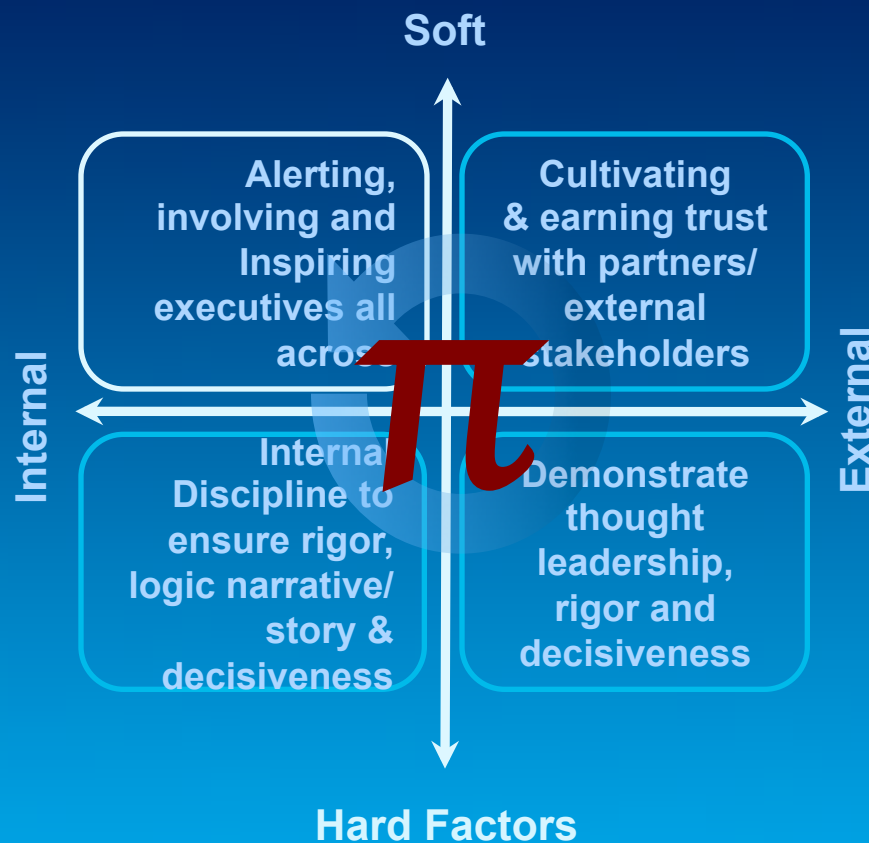 Soft
Alerting,
involving and
Inspiring
executives all
across
Cultivating
& earning trust
with partners/
external
stakeholders
Internal
π
External
Internal
Discipline to
ensure rigor,
logic narrative/
story &
decisiveness
Demonstrate
thought
leadership,
rigor and
decisiveness
Hard Factors